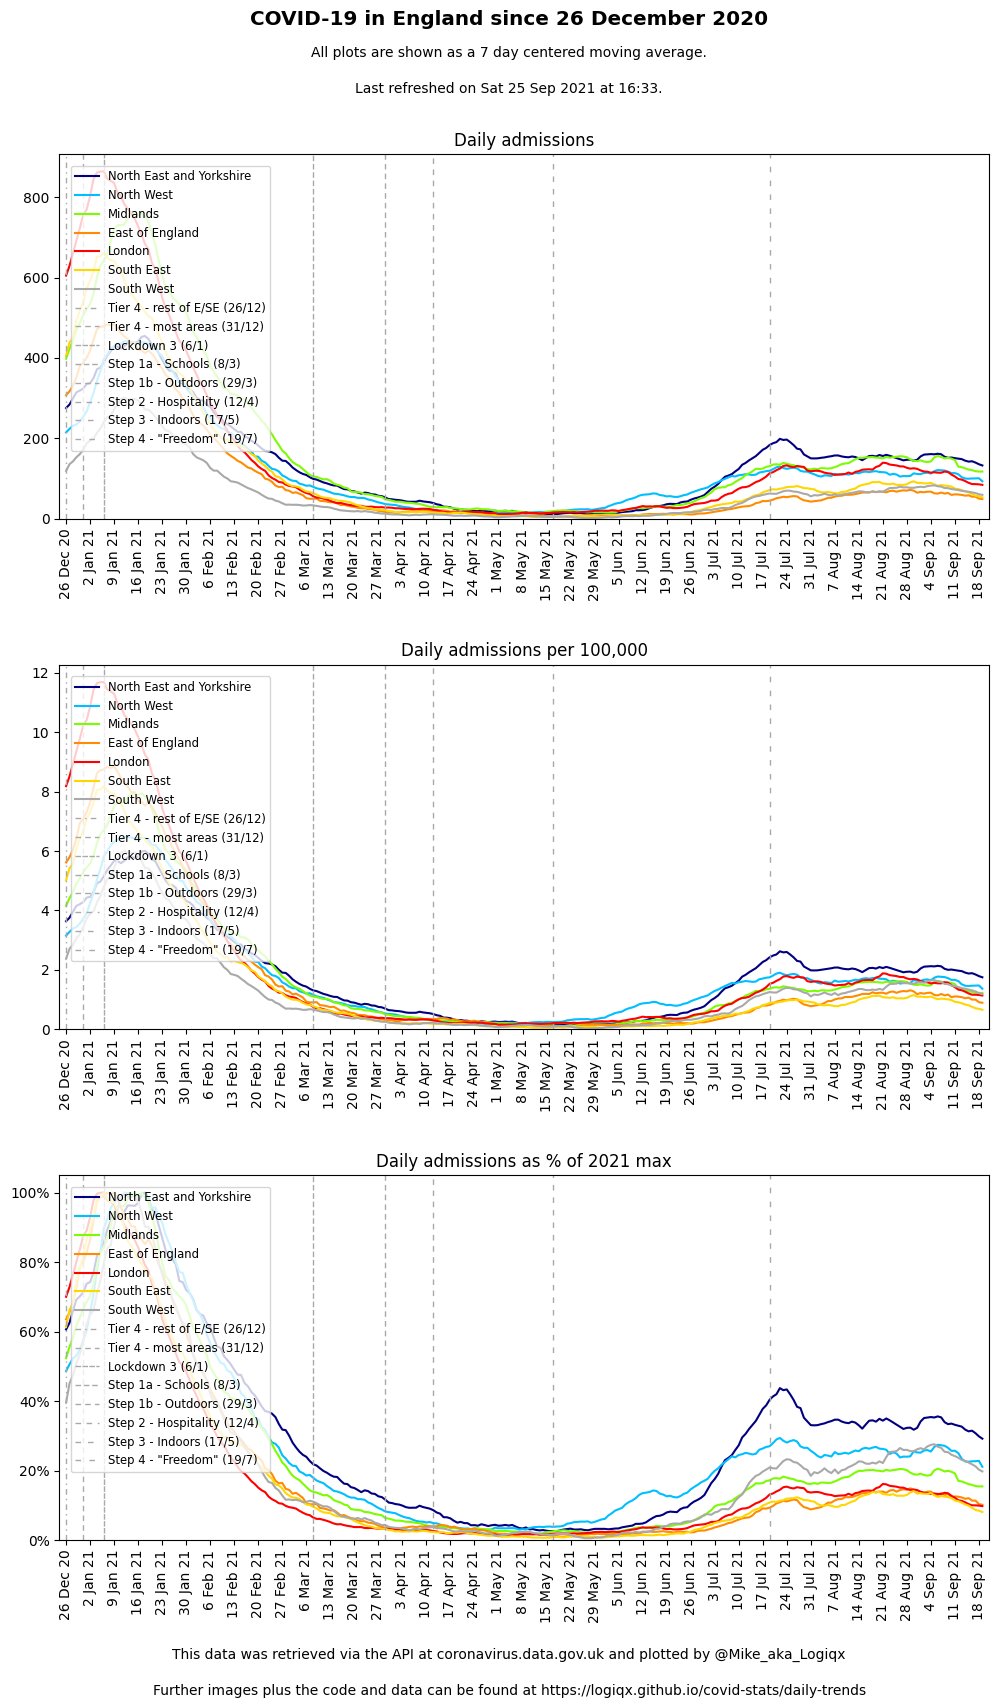 COVID-19 in England since 26 December 2020
All plots are shown as a 7 day centered moving average.
Last refreshed on Sat 25 Sep 2021 at 16:33.
Daily admissions
800
600
400
200
0
North East and Yorkshire
North West
Midlands
East of England
London
South East
South West
Tier 4 - rest of E/SE (26/12)
Tier 4 - most areas (31/12)
Lockdown 3 (6/1)
Step 1a - Schools (8/3)
Step 1b - Outdoors (29/3)
Step 2 - Hospitality (12/4)
Step 3 - Indoors (17/5)
Step 4 - "Freedom" (19/7)
26 Dec 20
2 Jan 21
9 Jan 21
16 Jan 21
23 Jan 21
30 Jan 21
6 Feb 21
13 Feb 21
20 Feb 21
27 Feb 21
6 Mar 21
13 Mar 21
20 Mar 21
27 Mar 21
3 Apr 21
10 Apr 21
17 Apr 21
24 Apr 21
1 May 21
8 May 21
15 May 21
22 May 21
29 May 21
5 Jun 21
12 Jun 21
19 Jun 21
26 Jun 21
3 Jul 21
10 Jul 21
17 Jul 21
24 Jul 21
31 Jul 21
7 Aug 21
14 Aug 21
21 Aug 21
28 Aug 21
4 Sep 21
11 Sep 21
18 Sep 21
Daily admissions per 100,000
12
10
8
6
4
2
0
North East and Yorkshire
North West
Midlands
East of England
London
South East
South West
Tier 4 - rest of E/SE (26/12)
Tier 4 - most areas (31/12)
Lockdown 3 (6/1)
Step 1a - Schools (8/3)
Step 1b - Outdoors (29/3)
Step 2 - Hospitality (12/4)
Step 3 - Indoors (17/5)
Step 4 - "Freedom" (19/7)
26 Dec 20
2 Jan 21
9 Jan 21
16 Jan 21
23 Jan 21
30 Jan 21
6 Feb 21
13 Feb 21
20 Feb 21
27 Feb 21
6 Mar 21
13 Mar 21
20 Mar 21
27 Mar 21
3 Apr 21
10 Apr 21
17 Apr 21
24 Apr 21
1 May 21
8 May 21
15 May 21
22 May 21
29 May 21
5 Jun 21
12 Jun 21
19 Jun 21
26 Jun 21
3 Jul 21
10 Jul 21
17 Jul 21
24 Jul 21
31 Jul 21
7 Aug 21
14 Aug 21
21 Aug 21
28 Aug 21
4 Sep 21
11 Sep 21
18 Sep 21
Daily admissions as % of 2021 max
100%
80%
60%
40%
20%
0%
North East and Yorkshire
North West
Midlands
East of England
London
South East
South West
Tier 4 - rest of E/SE (26/12)
Tier 4 - most areas (31/12)
Lockdown 3 (6/1)
Step 1a - Schools (8/3)
Step 1b - Outdoors (29/3)
Step 2 - Hospitality (12/4)
Step 3 - Indoors (17/5)
Step 4 - "Freedom" (19/7)
26 Dec 20
2 Jan 21
9 Jan 21
16 Jan 21
23 Jan 21
30 Jan 21
6 Feb 21
13 Feb 21
20 Feb 21
27 Feb 21
6 Mar 21
13 Mar 21
20 Mar 21
27 Mar 21
3 Apr 21
10 Apr 21
17 Apr 21
24 Apr 21
1 May 21
8 May 21
15 May 21
22 May 21
29 May 21
5 Jun 21
12 Jun 21
19 Jun 21
26 Jun 21
3 Jul 21
10 Jul 21
17 Jul 21
24 Jul 21
31 Jul 21
7 Aug 21
14 Aug 21
21 Aug 21
28 Aug 21
4 Sep 21
11 Sep 21
18 Sep 21
This data was retrieved via the API at coronavirus.data.gov.uk and plotted by @Mike_aka_Logiqx
Further images plus the code and data can be found at https://logiqx.github.io/covid-stats/daily-trends